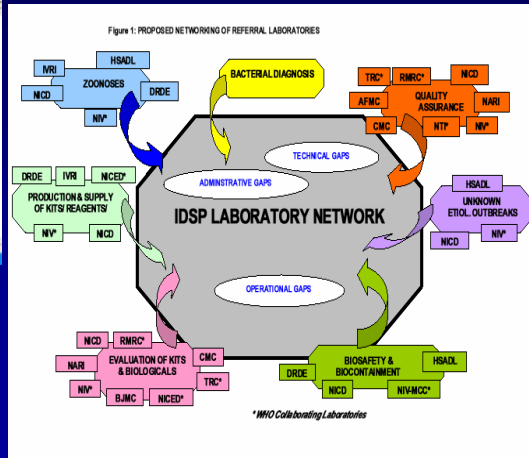 Figure 1: PROPOSED NETWORKING OF REFERRAL LABORATORIES
HSADL
IVRI
ZOONOSES
NICD
DRDE
NIV*
BACTERIAL DIAGNOSIS
TRC*
RMRC*
NICD
AFMC
QUALITY
ASSURANCE
NARI
CMC
NTI*
NIV*
TECHNICAL GAPS
ADMINSTRATIVE GAPS
IDSP LABORATORY NETWORK
OPERATIONAL GAPS
DRDE
IVRI
NICED*
PRODUCTION & SUPPLY
OF KITS/ REAGENTS/
NIV*
NICD
HSADL
UNKNOWN
ETIOL. OUTBREAKS
NICD
NIV*
NICD
RMRC*
CMC
NARI
EVALUATION OF KITS
& BIOLOGICALS
TRC*
NIV*
BJMC
NICED*
BIOSAFETY &
BIOCONTAINMENT
HSADL
DRDE
NICD
NIV-MCC*
* WHO Collaborating Laboratories